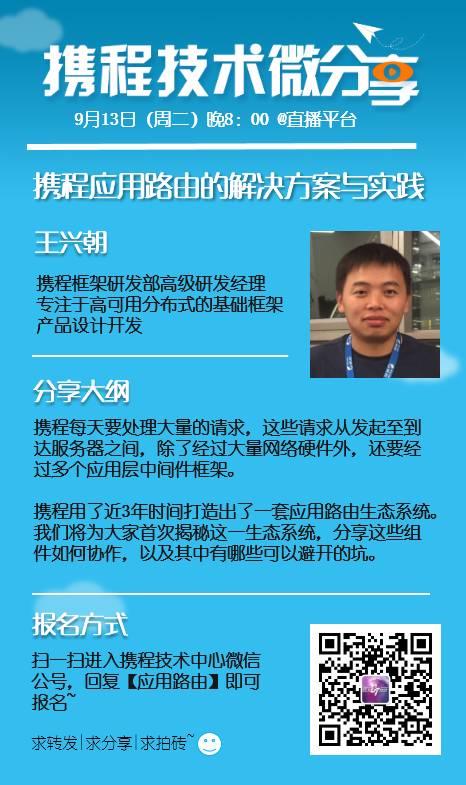 携程技术微分享
9月13日（周二）晚8：00 @直播平台
携程应用路由的解决方案与实践
王兴朝
携程框架研发部高级研发经理
专注于高可用分布式的基础框架
产品设计开发
分享大纲
携程每天要处理大量的请求，这些请求从发起至到
达服务器之间，除了经过大量网络硬件外，还要经
过多个应用层中间件框架。
携程用了近3年时间打造出了一套应用路由生态系统。
我们将为大家首次揭秘这一生态系统，分享这些组
件如何协作，以及其中有哪些可以避开的坑。
报名方式
扫一扫进入携程技术中心微信
公号，回复【应用路由】即可
报名~
求转发|求分享|求拍砖~